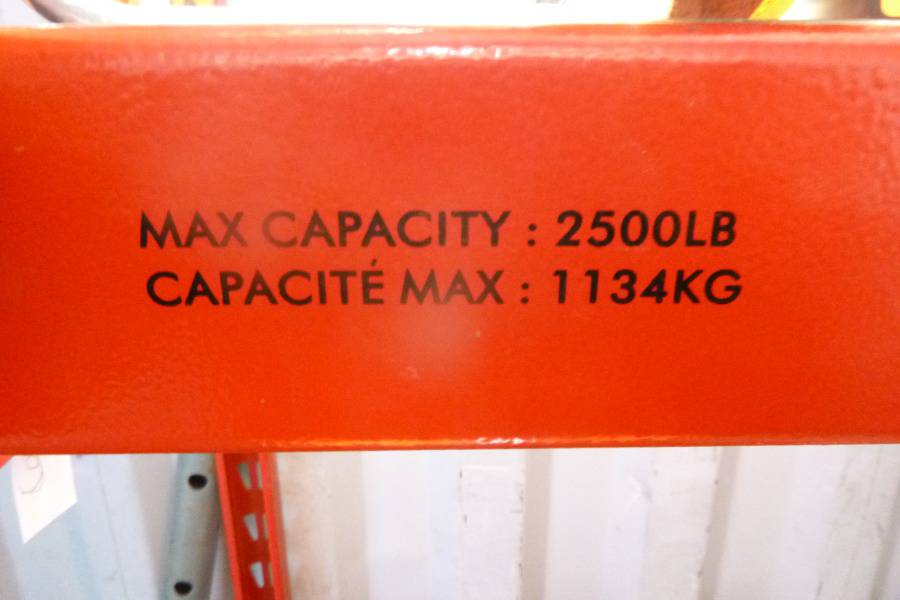 MAX CAPACITY : 2500LB
CAPACITÉ MAX : 1134KG